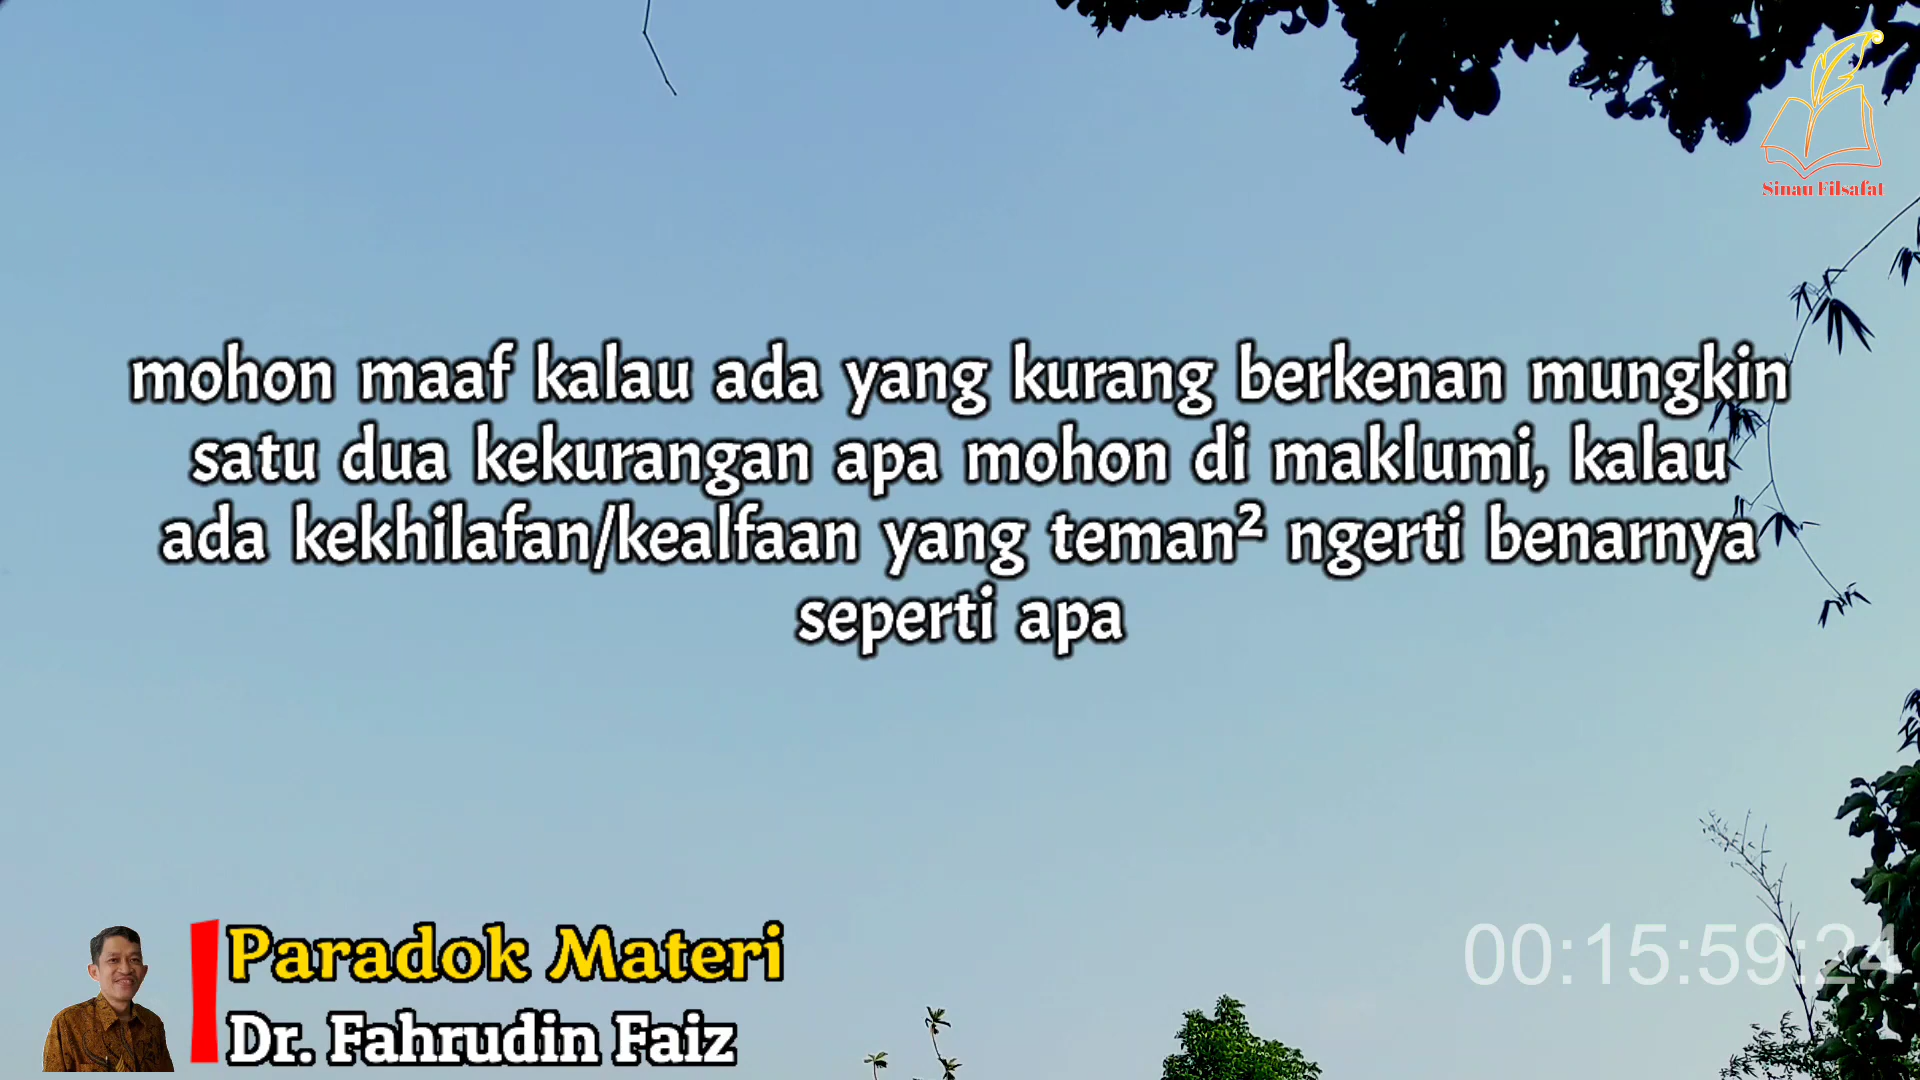 Sinau Filsafat
mohon maaf kalau ada yang kurang berkenan mungkin
satu dua kekurangan apa mohon di maklumi, kalau
ada kekhilafan/kealfaan yang teman² ngerti benarnya
seperti apa
Paradok Materi
Dr. Fahrudin Faiz
00:15:59:24